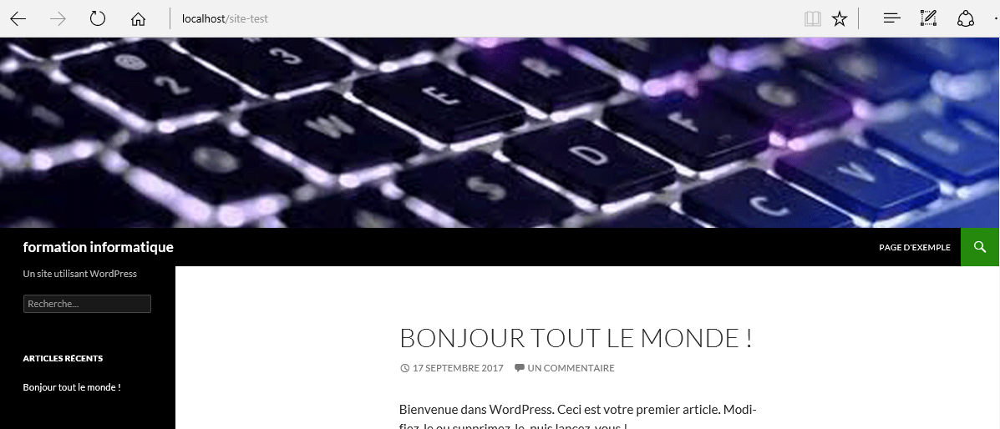 localhost/site-test
3
2 W E R
S D F G
C V
formation informatique
PAGE D'EXEMPLE
Un site utilisant WordPress
Recherche...
ARTICLES RÉCENTS
Bonjour tout le monde !
BONJOUR TOUT LE MONDE !
17 SEPTEMBRE 2017 UN COMMENTAIRE
Bienvenue dans WordPress. Ceci est votre premier article. Modi-
fiez-le ou supprimez-le, puis lancez-vous !